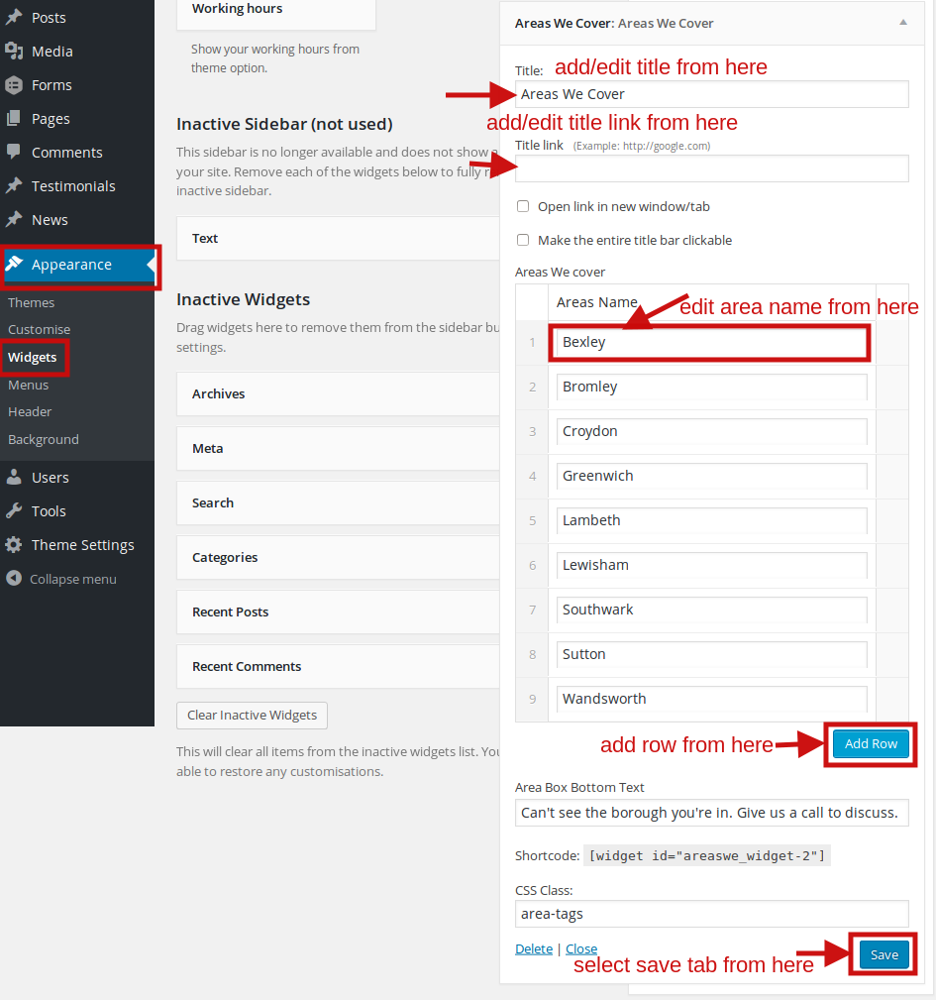 Posts
Media
Forms
Pages
Comments
Testimonials
News
Appearance
Themes
Customise
Widgets
Menus
Header
Background
Users
Tools
Theme Settings
Collapse menu
Working hours
Show your working hours from
theme option.
Inactive Sidebar (not used)
This sidebar is no longer available and does not show
your site. Remove each of the widgets below to fully
inactive sidebar.
Text
Inactive Widgets
Drag widgets here to remove them from the sidebar bu
settings.
Archives
Meta
Search
Categories
Recent Posts
Recent Comments
Clear Inactive Widgets
This will clear all items from the inactive widgets list. You
able to restore any customisations.
Areas We Cover: Areas We Cover
Title: add/edit title from here
Areas We Cover
add/edit title link from here
Title link (Example: http://google.com)
Open link in new window/tab
Make the entire title bar clickable
Areas We cover
Areas Name
edit area name from here
1 Bexley
2 Bromley
3 Croydon
4 Greenwich
5 Lambeth
6 Lewisham
7 Southwark
8 Sutton
9 Wandsworth
add row from here Add Row
Area Box Bottom Text
Can't see the borough you're in. Give us a call to discuss.
Shortcode: [widget id="areaswe_widget-2"]
CSS Class:
area-tags
Delete | Close
select save tab from here Save